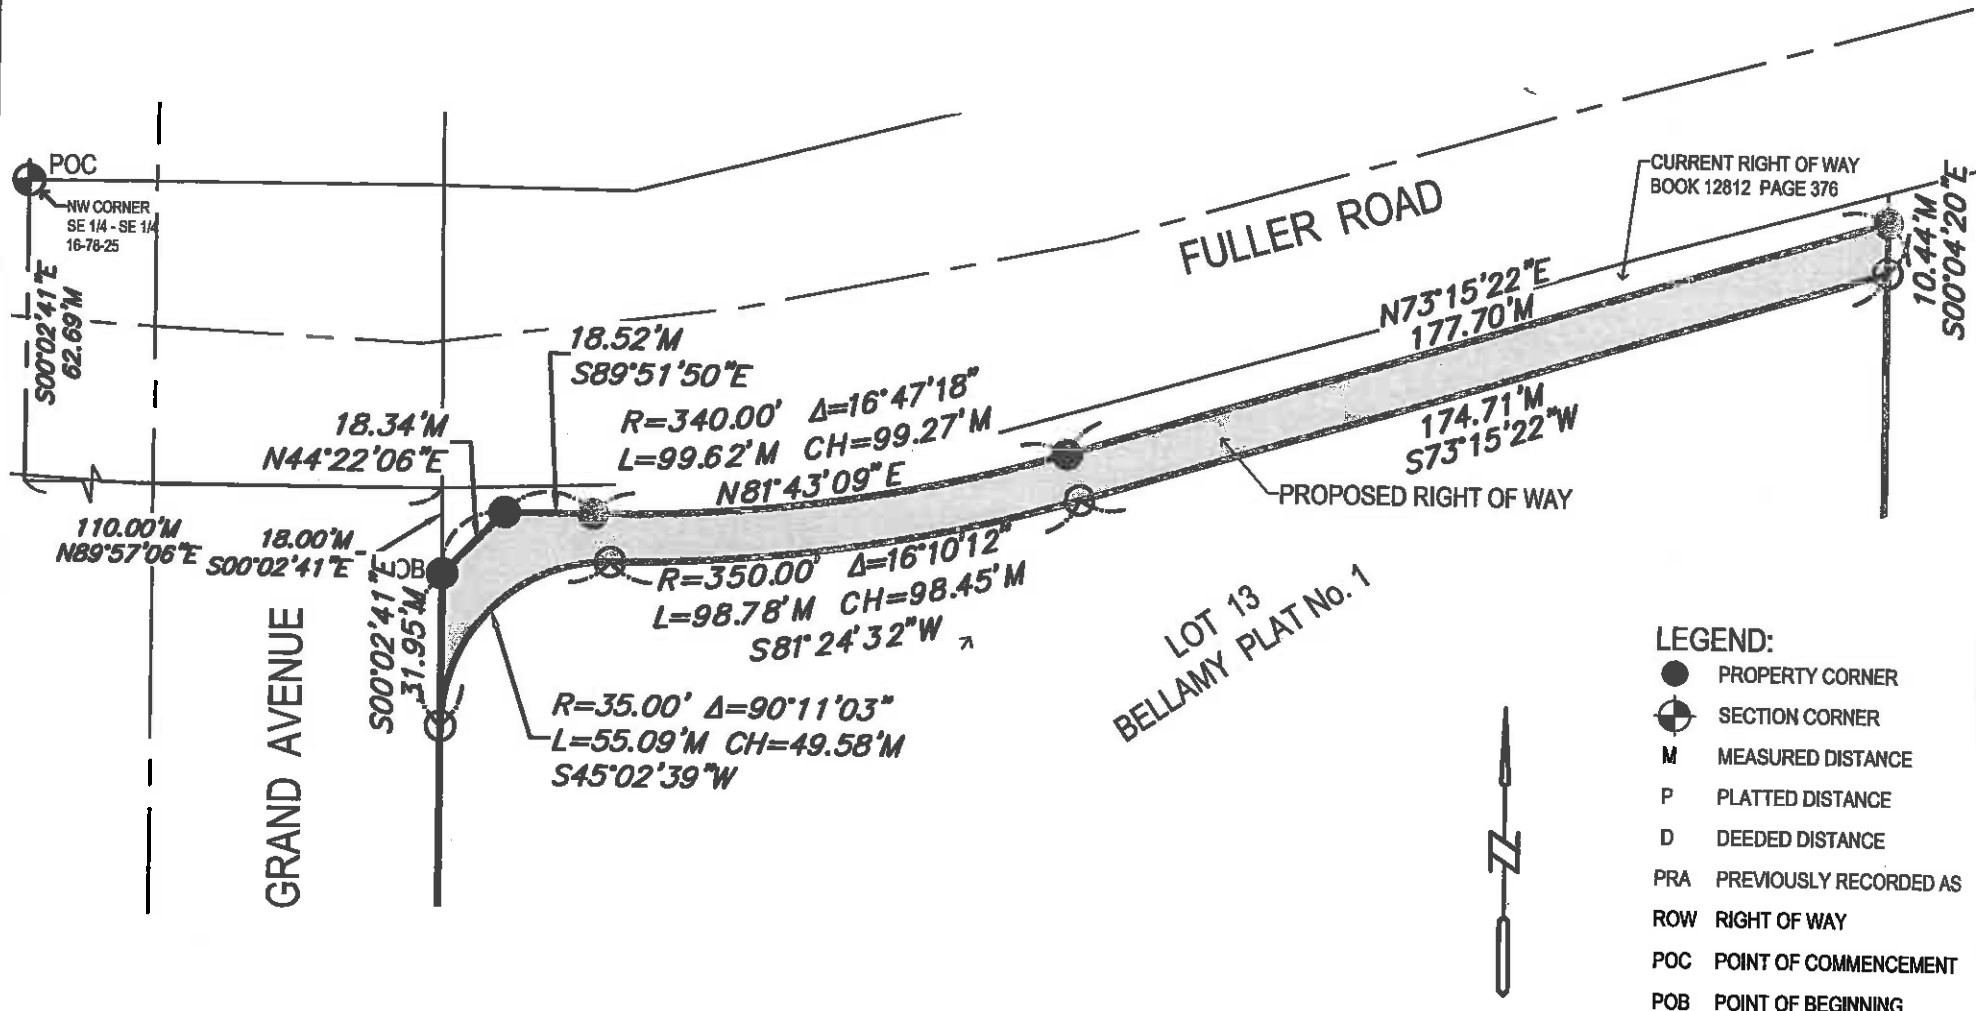 POC
NW CORNER
SE 1/4 - SE 1/4
16-78-25
S00°02'41"E
62.69'M
110.00'M
N89°57'06"E
18.00'M
S00°02'41"E
18.34'M
N44°22'06"E
18.52'M
S89°51'50"E
R=340.00' Δ=16°47'18"
L=99.62'M CH=99.27'M
N81°43'09"E
FULLER ROAD
CURRENT RIGHT OF WAY
BOOK 12812 PAGE 376
N73°15'22"E
177.70'M
10.44'M
S00°04'20"E
174.71'M
S73°15'22"W
PROPOSED RIGHT OF WAY
S00°02'41"E
31.95'M
R=350.00' Δ=16°10'12"
L=98.78'M CH=98.45'M
S81°24'32"W
R=35.00' Δ=90°11'03"
L=55.09'M CH=49.58'M
S45°02'39"W
GRAND AVENUE
LOT 13
BELLAMY PLAT No. 1
LEGEND:
PROPERTY CORNER
SECTION CORNER
M MEASURED DISTANCE
P PLATTED DISTANCE
D DEEDED DISTANCE
PRA PREVIOUSLY RECORDED AS
ROW RIGHT OF WAY
POC POINT OF COMMENCEMENT
POB POINT OF BEGINNING